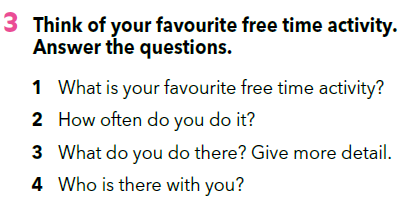 3 Think of your favourite free time activity.
Answer the questions.
1 What is your favourite free time activity?
2 How often do you do it?
3 What do you do there? Give more detail.
4 Who is there with you?